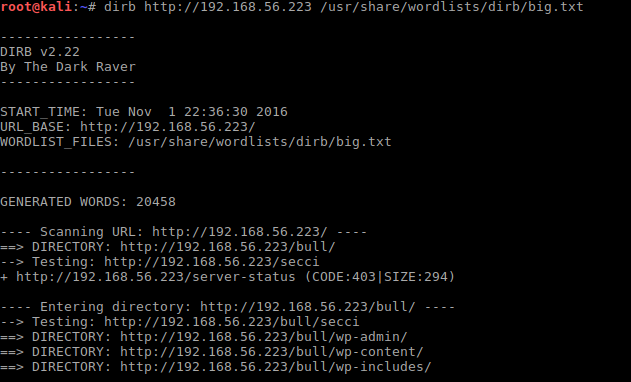 root@kali:~# dirb http://192.168.56.223 /usr/share/wordlists/dirb/big.txt
-----------------
DIRB v2.22
By The Dark Raver
-----------------
START_TIME: Tue Nov  1 22:36:30 2016
URL_BASE: http://192.168.56.223/
WORDLIST_FILES: /usr/share/wordlists/dirb/big.txt
-----------------
GENERATED WORDS: 20458
---- Scanning URL: http://192.168.56.223/ ----
==> DIRECTORY: http://192.168.56.223/bull/
--> Testing: http://192.168.56.223/secci
+ http://192.168.56.223/server-status (CODE:403|SIZE:294)
---- Entering directory: http://192.168.56.223/bull/ ----
--> Testing: http://192.168.56.223/bull/secci
==> DIRECTORY: http://192.168.56.223/bull/wp-admin/
==> DIRECTORY: http://192.168.56.223/bull/wp-content/
==> DIRECTORY: http://192.168.56.223/bull/wp-includes/